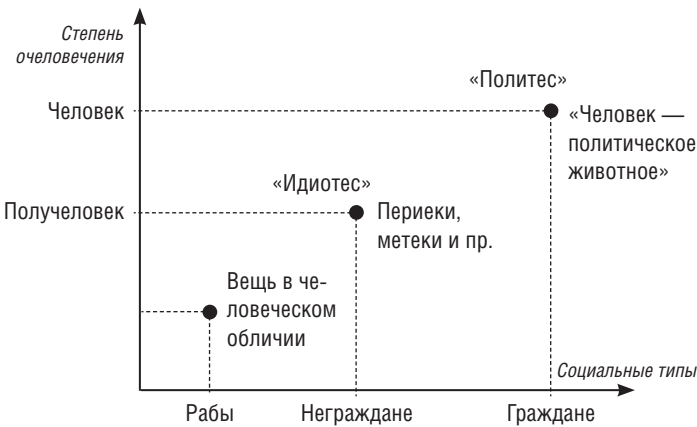 Степень
очеловечения
«Политес»
Человек
«Человек —
политическое
животное»
«Идиотес»
Получеловек
Периеки,
метеки и пр.
Вещь в че-
ловеческом
обличии
Социальные типы
Рабы
Неграждане
Граждане